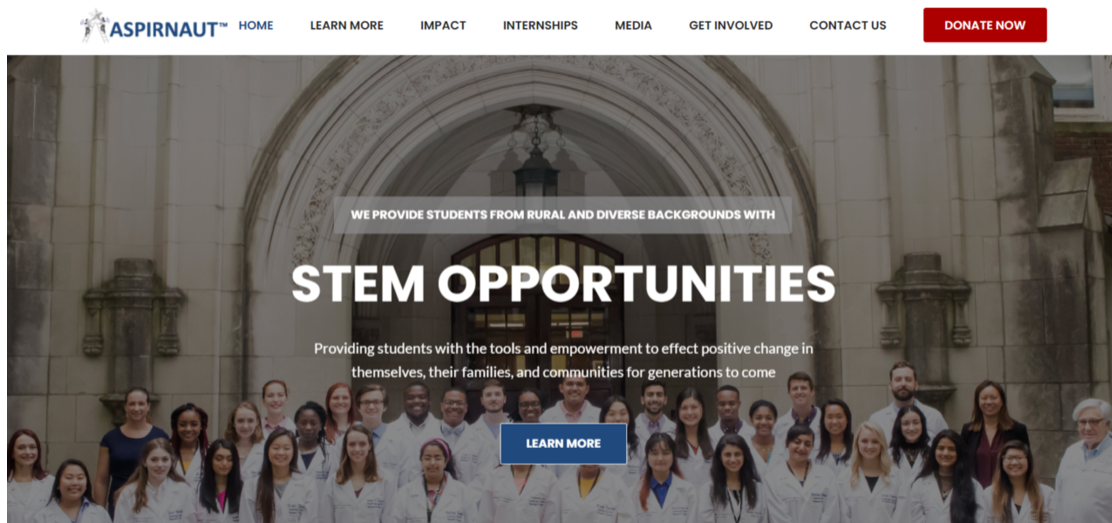 ASPIRNAUT™ HOME LEARN MORE IMPACT INTERNSHIPS MEDIA GET INVOLVED CONTACT US DONATE NOW
WE PROVIDE STUDENTS FROM RURAL AND DIVERSE BACKGROUNDS WITH
STEM OPPORTUNITIES
Providing students with the tools and empowerment to effect positive change in
themselves, their families, and communities for generations to come
LEARN MORE